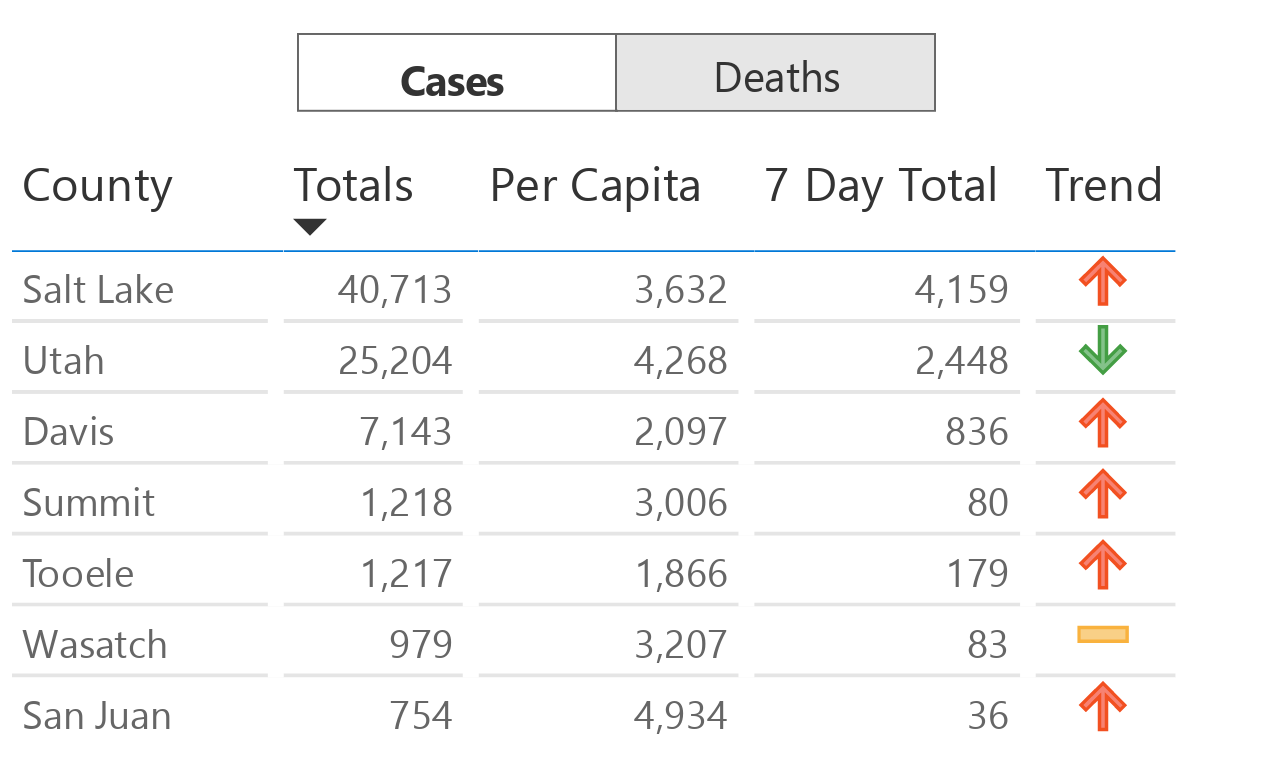 Cases Deaths
County Totals Per Capita 7 Day Total Trend
Salt Lake 40,713 3,632 4,159
Utah 25,204 4,268 2,448
Davis 7,143 2,097 836
Summit 1,218 3,006 80
Tooele 1,217 1,866 179
Wasatch 979 3,207 83
San Juan 754 4,934 36